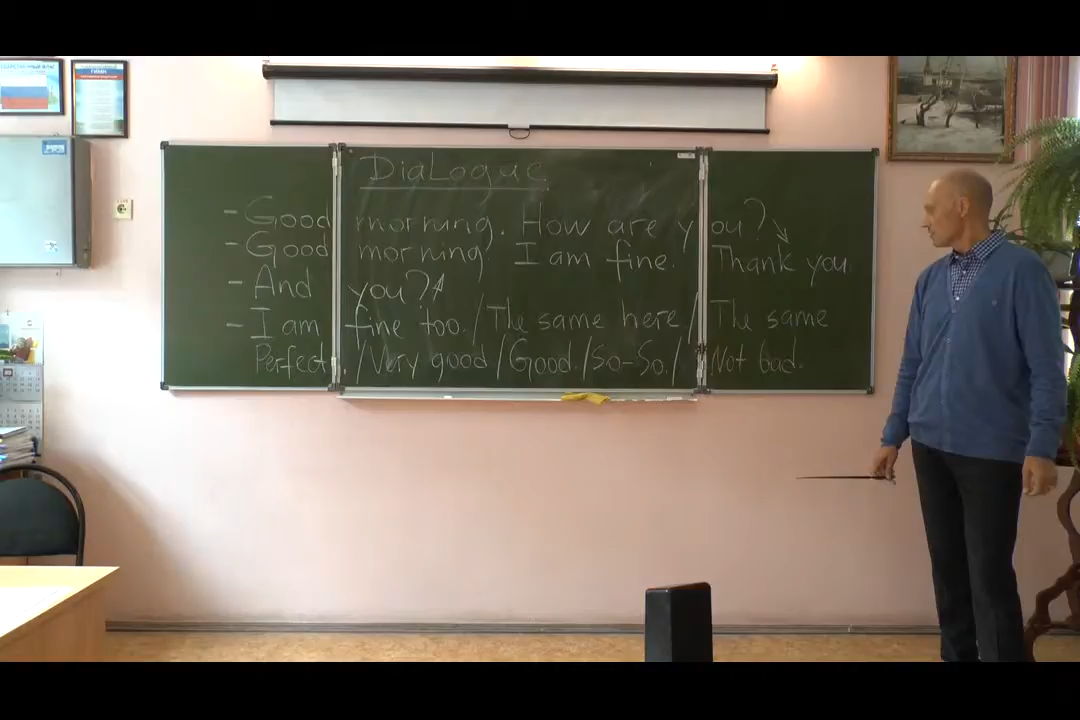 ГИМН
Dialogue
- Good morning. How are you? ↘
- Good morning. I am fine. Thank you.
- And you? ↗
- I am fine too. / The same here / The same
Perfect. / Very good / Good. / So-So. / Not bad.